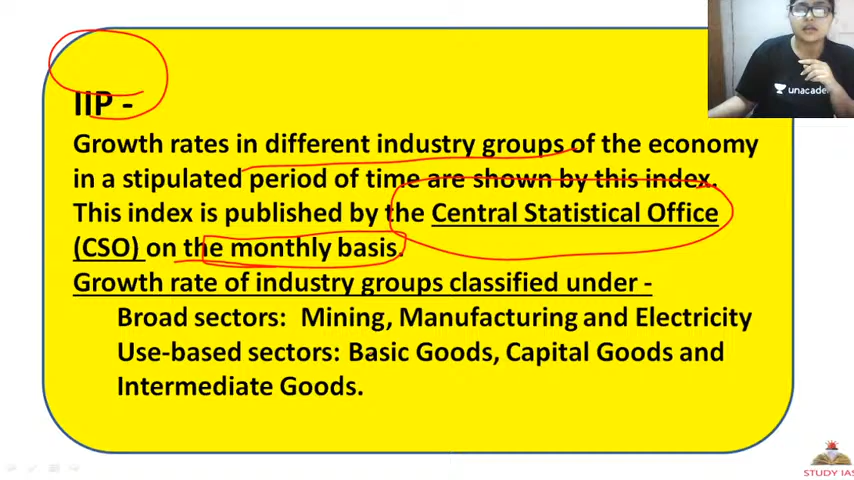 IIP -
Growth rates in different industry groups of the economy
in a stipulated period of time are shown by this index.
This index is published by the Central Statistical Office
(CSO) on the monthly basis.
Growth rate of industry groups classified under -
Broad sectors: Mining, Manufacturing and Electricity
Use-based sectors: Basic Goods, Capital Goods and
Intermediate Goods.
unacadem
STUDY IAS